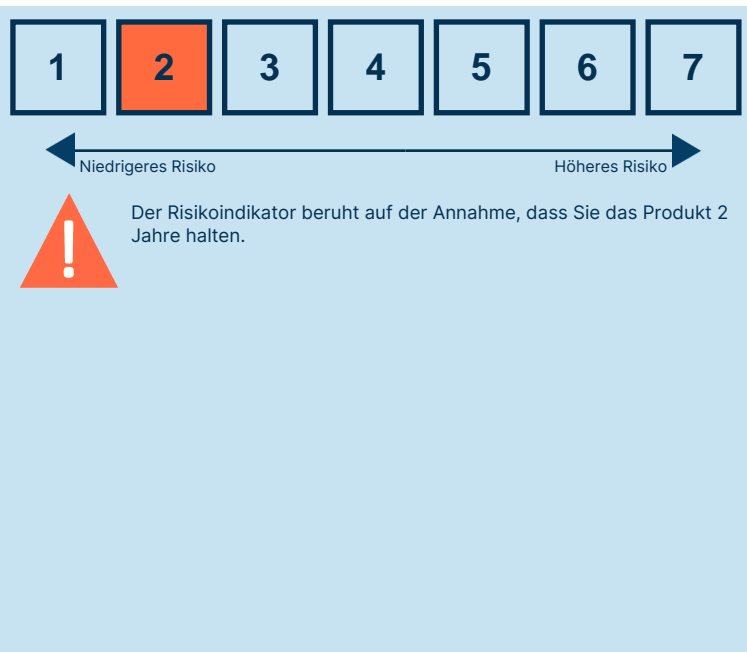 1 2 3 4 5 6 7
Niedrigeres Risiko Höheres Risiko
Der Risikoindikator beruht auf der Annahme, dass Sie das Produkt 2
Jahre halten.
!